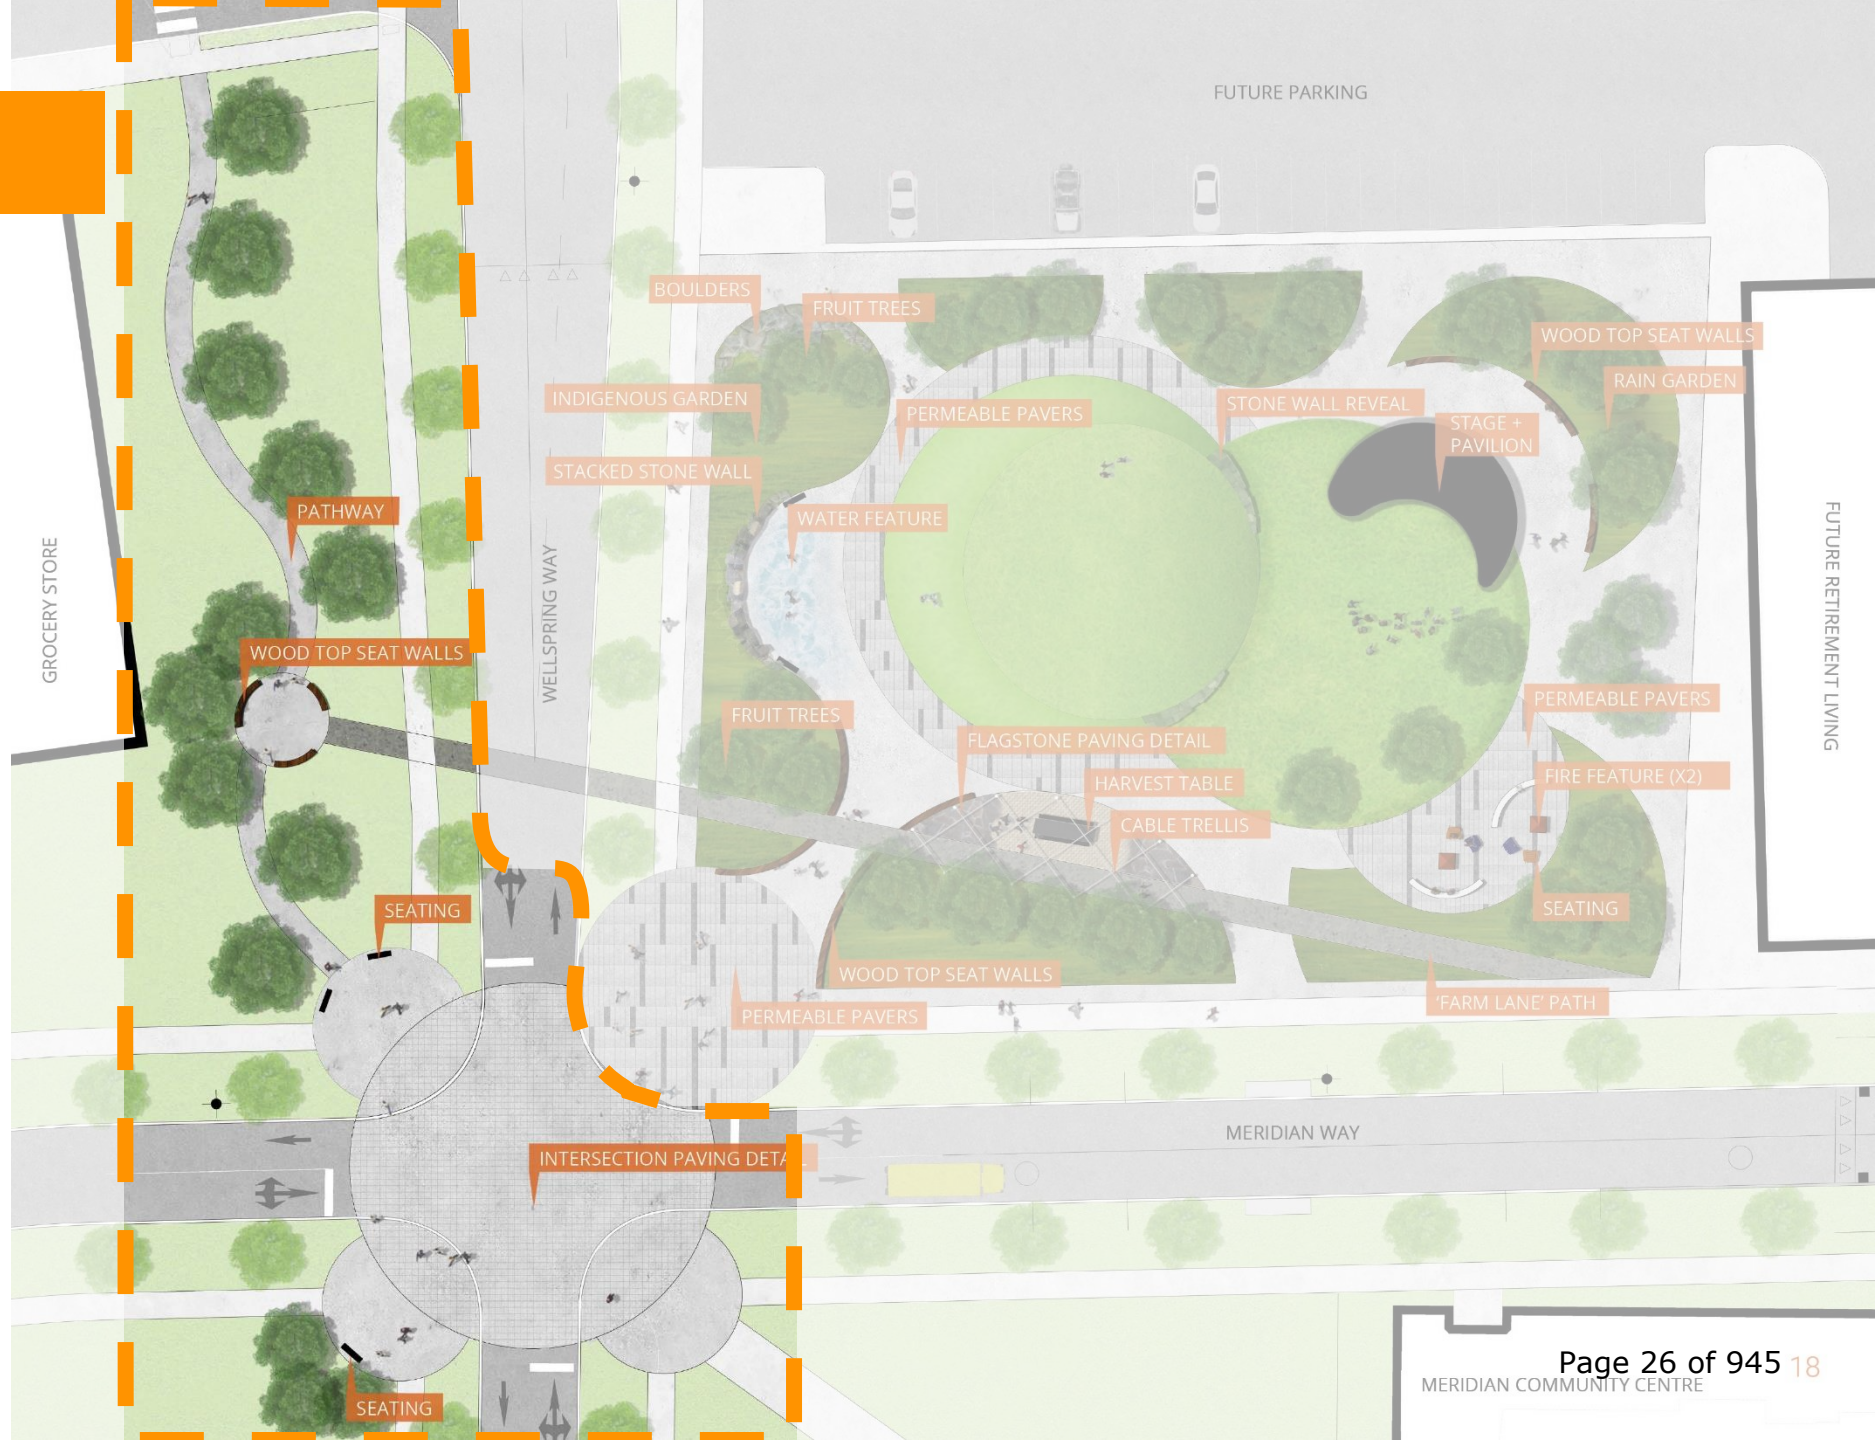 FUTURE PARKING
BOULDERS
FRUIT TREES
WOOD TOP SEAT WALLS
RAIN GARDEN
INDIGENOUS GARDEN
PERMEABLE PAVERS
STONE WALL REVEAL
STAGE +
PAVILION
STACKED STONE WALL
WATER FEATURE
PATHWAY
GROCERY STORE
WELLSPRING WAY
FUTURE RETIREMENT LIVING
WOOD TOP SEAT WALLS
FRUIT TREES
PERMEABLE PAVERS
FLAGSTONE PAVING DETAIL
HARVEST TABLE
FIRE FEATURE (X2)
CABLE TRELLIS
SEATING
SEATING
WOOD TOP SEAT WALLS
'FARM LANE' PATH
PERMEABLE PAVERS
MERIDIAN WAY
INTERSECTION PAVING DETA
SEATING
Page 26 of 945 18
MERIDIAN COMMUNITY CENTRE